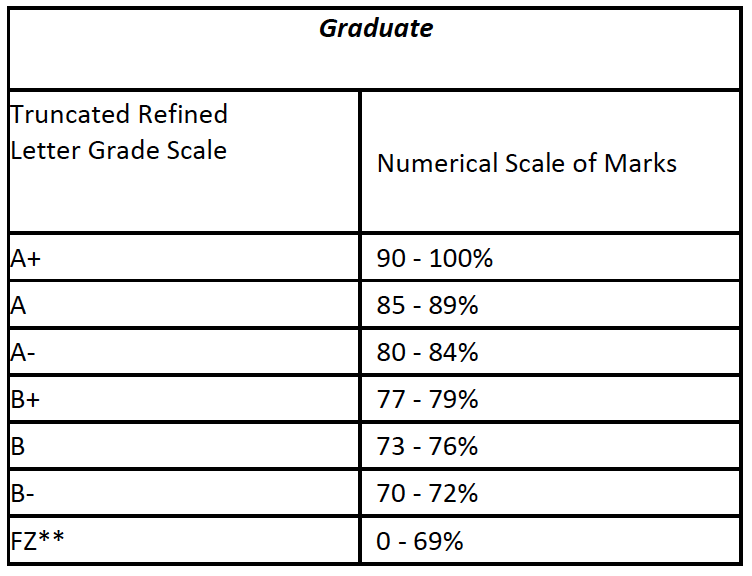 Graduate
Truncated Refined
Letter Grade Scale
Numerical Scale of Marks
A+ 90 - 100%
A 85 - 89%
A- 80 - 84%
B+ 77 - 79%
B 73 - 76%
B- 70 - 72%
FZ** 0 - 69%